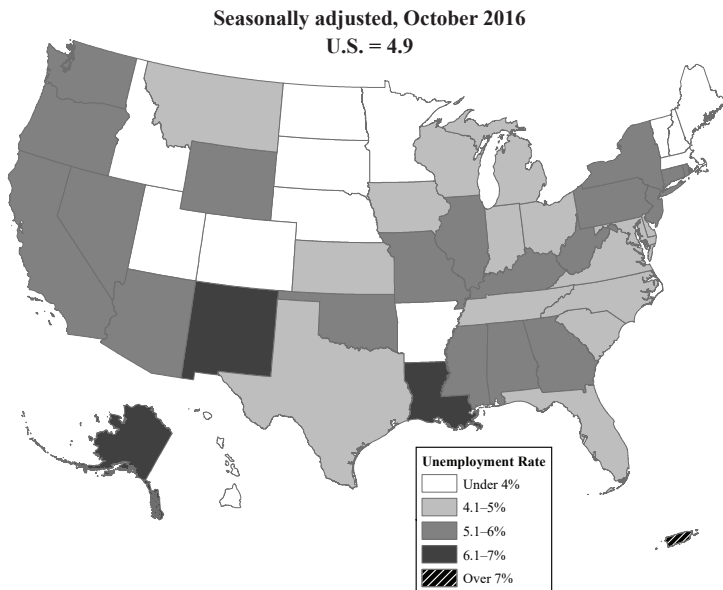 Seasonally adjusted, October 2016
U.S. = 4.9
Unemployment Rate
Under 4%
4.1–5%
5.1–6%
6.1–7%
Over 7%